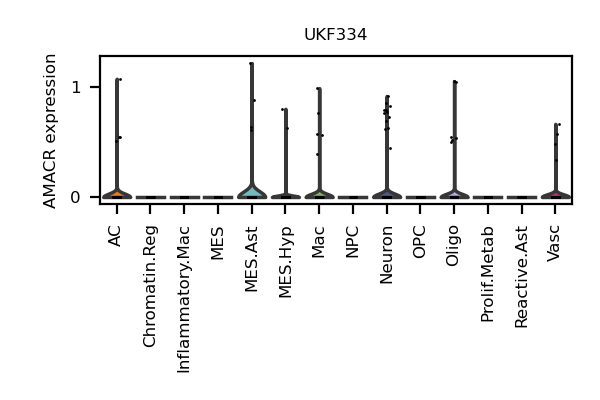 UKF334
AMACR expression
1
0
AC
Chromatin.Reg
Inflammatory.Mac
MES
MES.Ast
MES.Hyp
Mac
NPC
Neuron
OPC
Oligo
Prolif.Metab
Reactive.Ast
Vasc